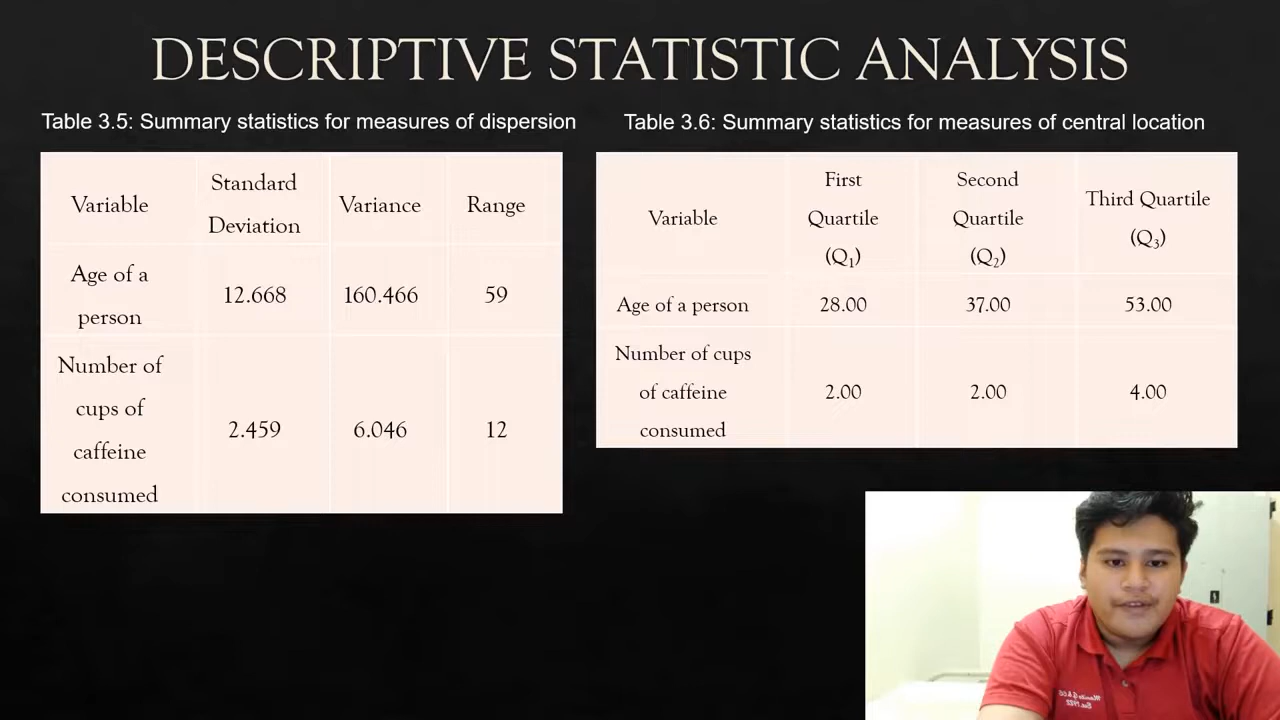 DESCRIPTIVE STATISTIC ANALYSIS
Table 3.5: Summary statistics for measures of dispersion
Variable
Standard
Deviation
Variance
Range
Age of a
person
12.668
160.466
59
Number of
cups of
caffeine
consumed
2.459
6.046
12
Table 3.6: Summary statistics for measures of central location
Variable
First
Quartile
(Q₁)
Second
Quartile
(Q₂)
Third Quartile
(Q₃)
Age of a person
28.00
37.00
53.00
Number of cups
of caffeine
consumed
2.00
2.00
4.00
Est. 1922